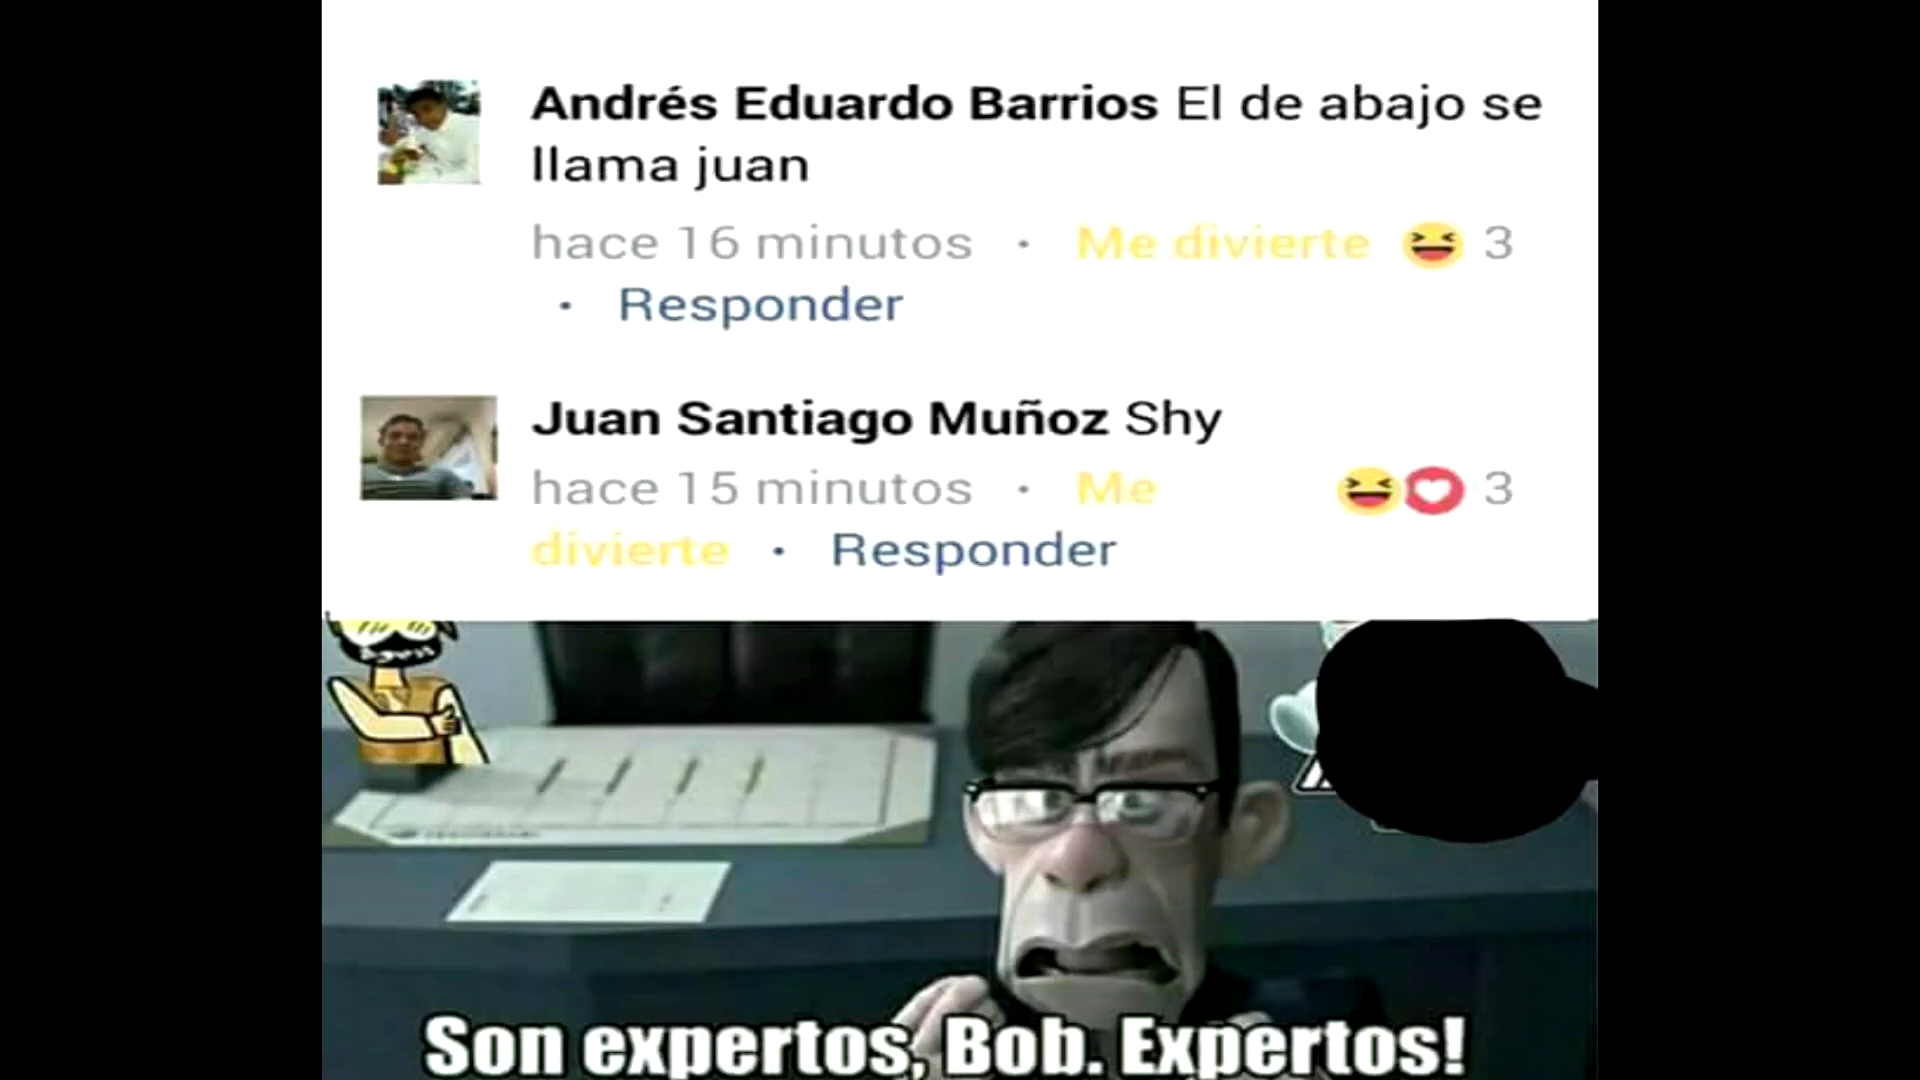 Andrés Eduardo Barrios El de abajo se
llama juan
hace 16 minutos · Me divierte 3
· Responder
Juan Santiago Muñoz Shy
hace 15 minutos · Me 3
divierte · Responder
Son expertos, Bob. Expertos!